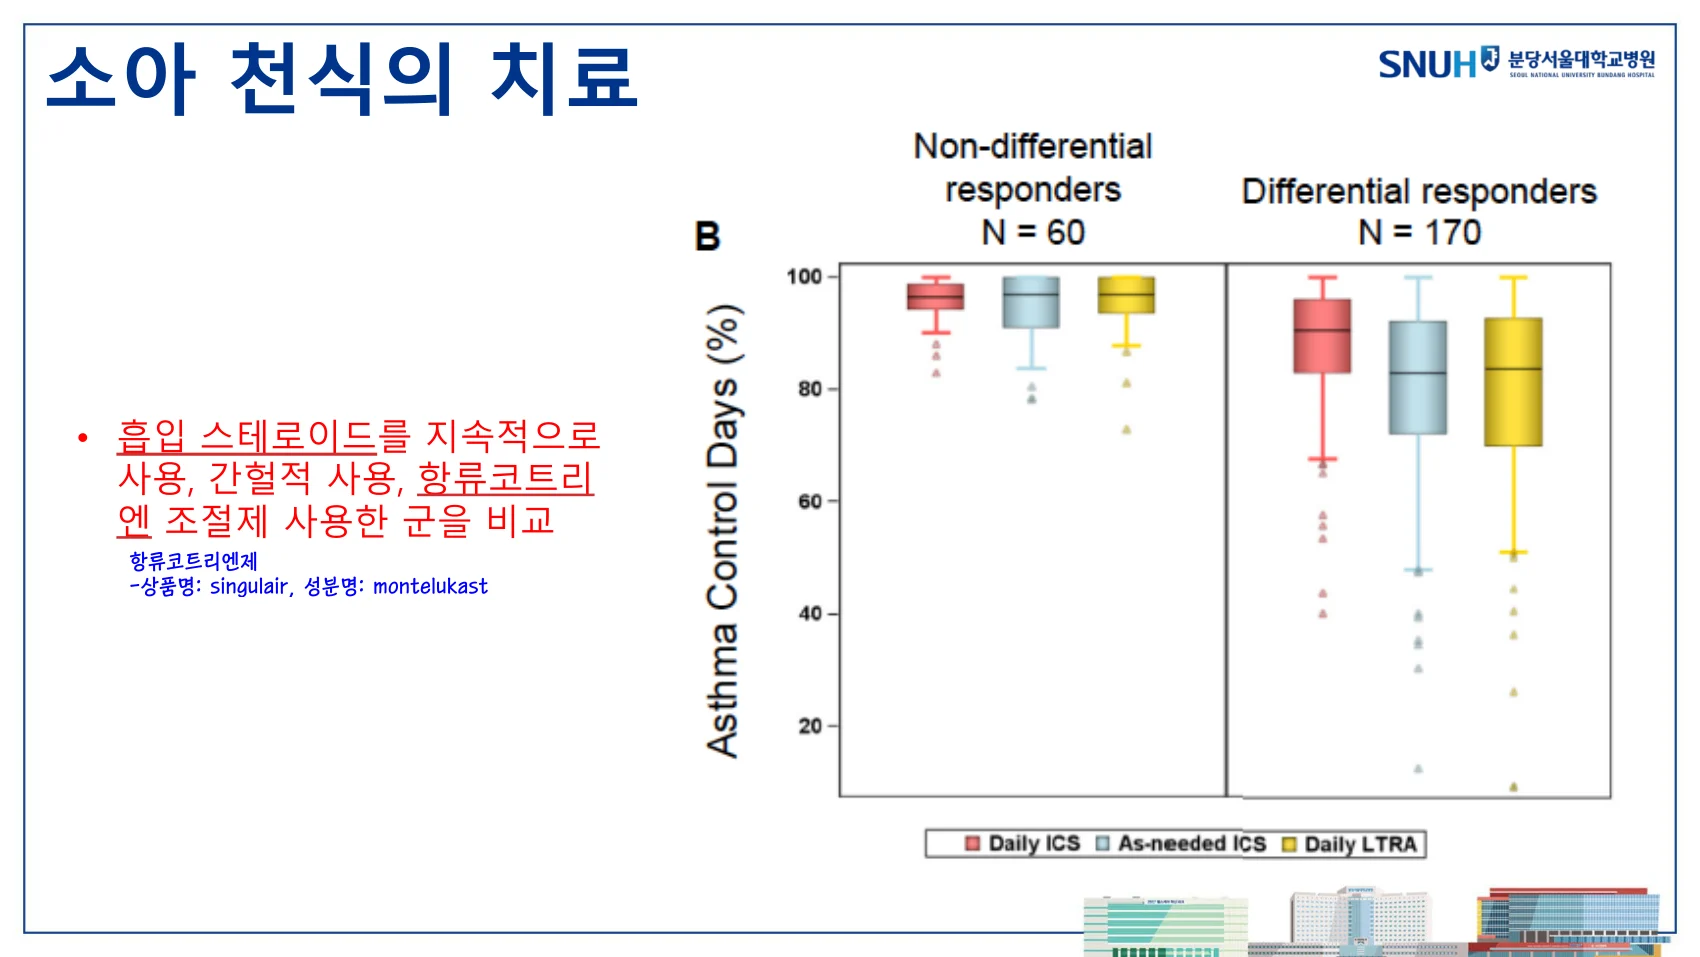 소아 천식의 치료
SNUH 분당서울대학교병원
SEOUL NATIONAL UNIVERSITY BUNDANG HOSPITAL
• 흡입 스테로이드를 지속적으로
사용, 간헐적 사용, 항류코트리
엔 조절제 사용한 군을 비교
항류코트리엔제
-상품명: singulair, 성분명: montelukast
B
Non-differential
responders
N = 60
Differential responders
N = 170
Asthma Control Days (%)
100
80
60
40
20
Daily ICS As-needed ICS Daily LTRA